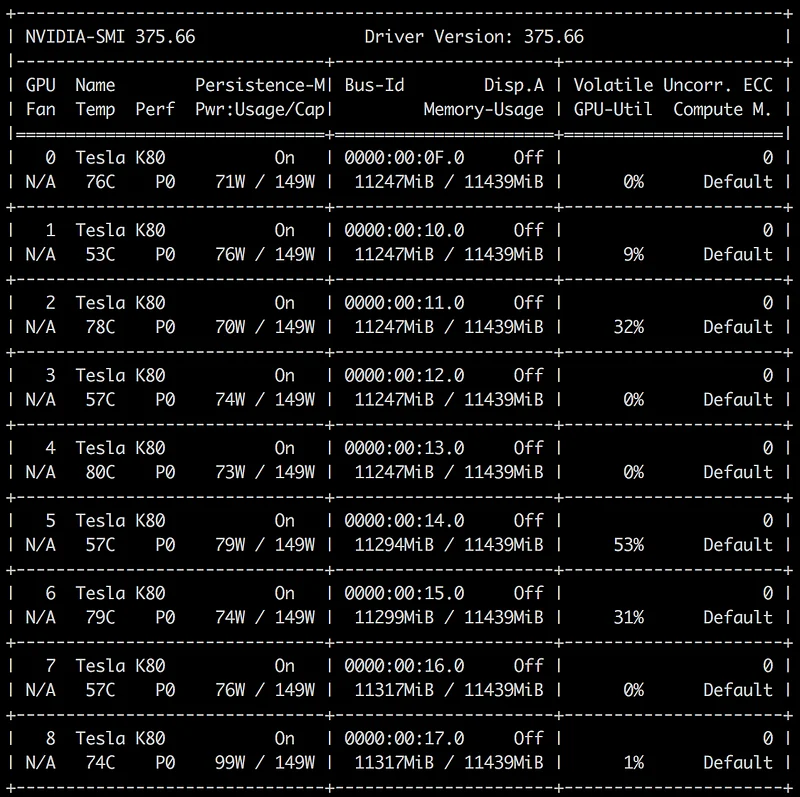 +-----------------------------------------------------------------------------+
| NVIDIA-SMI 375.66                 Driver Version: 375.66                    |
|-------------------------------+----------------------+----------------------+
| GPU  Name        Persistence-M| Bus-Id        Disp.A | Volatile Uncorr. ECC |
| Fan  Temp  Perf  Pwr:Usage/Cap|         Memory-Usage | GPU-Util  Compute M. |
|===============================+======================+======================|
|   0  Tesla K80           On   | 0000:00:0F.0     Off |                    0 |
| N/A   76C    P0    71W / 149W |  11247MiB / 11439MiB |      0%      Default |
+-------------------------------+----------------------+----------------------+
|   1  Tesla K80           On   | 0000:00:10.0     Off |                    0 |
| N/A   53C    P0    76W / 149W |  11247MiB / 11439MiB |      9%      Default |
+-------------------------------+----------------------+----------------------+
|   2  Tesla K80           On   | 0000:00:11.0     Off |                    0 |
| N/A   78C    P0    70W / 149W |  11247MiB / 11439MiB |     32%      Default |
+-------------------------------+----------------------+----------------------+
|   3  Tesla K80           On   | 0000:00:12.0     Off |                    0 |
| N/A   57C    P0    74W / 149W |  11247MiB / 11439MiB |      0%      Default |
+-------------------------------+----------------------+----------------------+
|   4  Tesla K80           On   | 0000:00:13.0     Off |                    0 |
| N/A   80C    P0    73W / 149W |  11247MiB / 11439MiB |      0%      Default |
+-------------------------------+----------------------+----------------------+
|   5  Tesla K80           On   | 0000:00:14.0     Off |                    0 |
| N/A   57C    P0    79W / 149W |  11294MiB / 11439MiB |     53%      Default |
+-------------------------------+----------------------+----------------------+
|   6  Tesla K80           On   | 0000:00:15.0     Off |                    0 |
| N/A   79C    P0    74W / 149W |  11299MiB / 11439MiB |     31%      Default |
+-------------------------------+----------------------+----------------------+
|   7  Tesla K80           On   | 0000:00:16.0     Off |                    0 |
| N/A   57C    P0    76W / 149W |  11317MiB / 11439MiB |      0%      Default |
+-------------------------------+----------------------+----------------------+
|   8  Tesla K80           On   | 0000:00:17.0     Off |                    0 |
| N/A   74C    P0    99W / 149W |  11317MiB / 11439MiB |      1%      Default |
+-------------------------------+----------------------+----------------------+